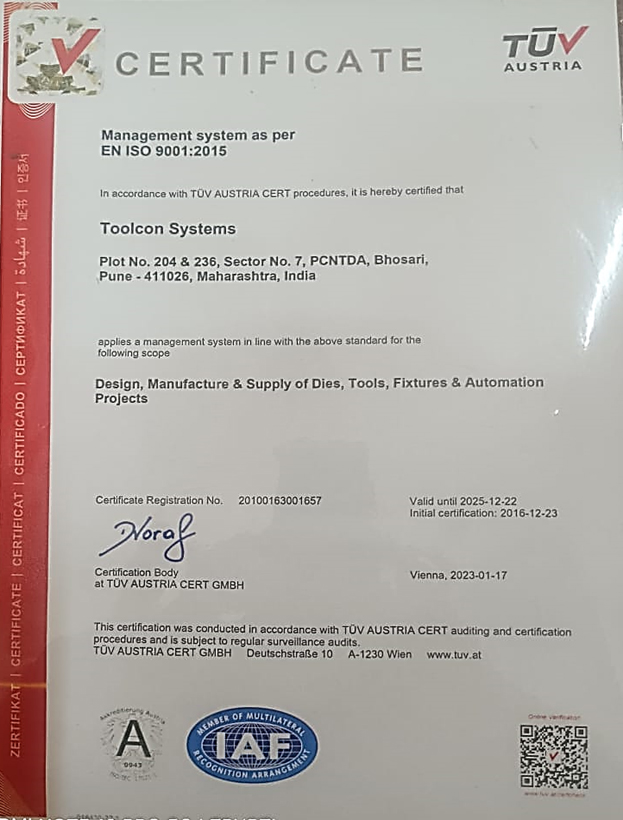 CERTIFICATE
TÜV
AUSTRIA
Management system as per
EN ISO 9001:2015
In accordance with TÜV AUSTRIA CERT procedures, it is hereby certified that
Toolcon Systems
Plot No. 204 & 236, Sector No. 7, PCNTDA, Bhosari,
Pune - 411026, Maharashtra, India
applies a management system in line with the above standard for the
following scope
Design, Manufacture & Supply of Dies, Tools, Fixtures & Automation
Projects
Certificate Registration No. 20100163001657
Valid until 2025-12-22
Initial certification: 2016-12-23
Certification Body
at TÜV AUSTRIA CERT GMBH
Vienna, 2023-01-17
This certification was conducted in accordance with TÜV AUSTRIA CERT auditing and certification
procedures and is subject to regular surveillance audits.
TÜV AUSTRIA CERT GMBH Deutschstraße 10 A-1230 Wien www.tuv.at
ZERTIFIKAT | CERTIFICATE | CERTIFICAT | CERTIFICADO | СЕРТИФИКАТ | شهادة | 证书 | 인증서
Akkreditierung Austria
A
0943
MEMBER OF MULTILATERAL
IAF
RECOGNITION ARRANGEMENT
Online Verification